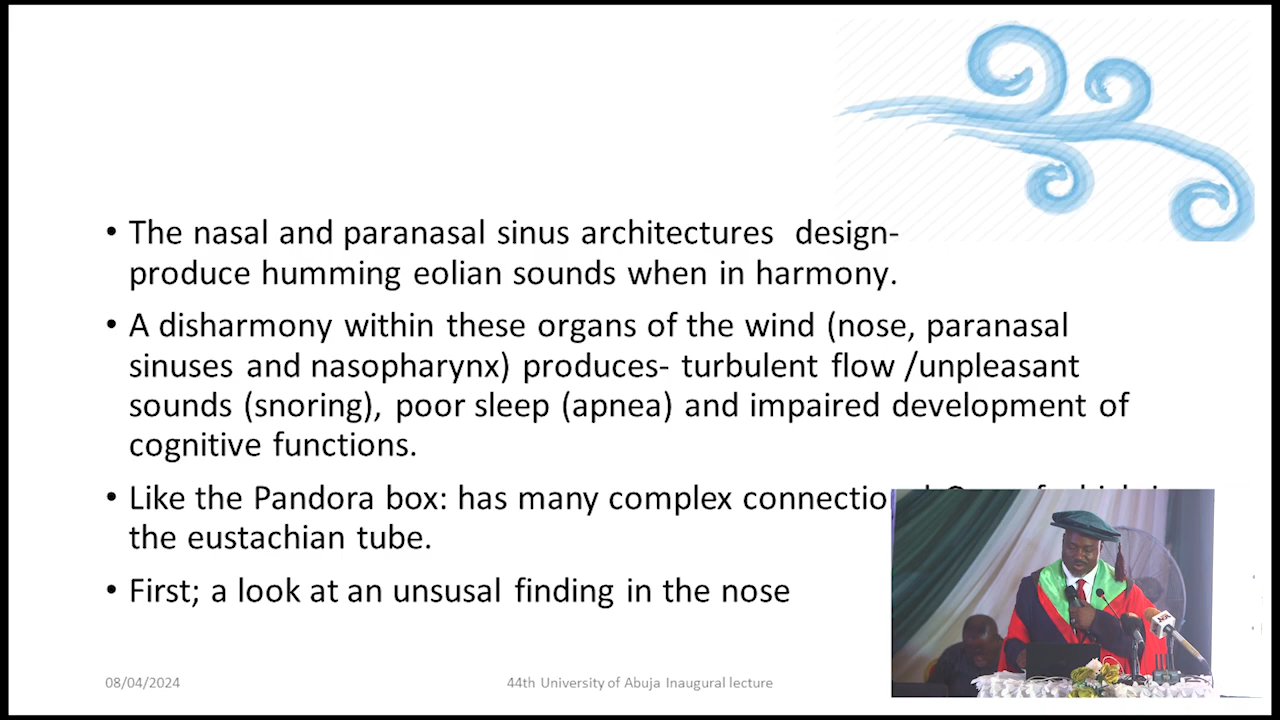 • The nasal and paranasal sinus architectures design-
produce humming eolian sounds when in harmony.
• A disharmony within these organs of the wind (nose, paranasal
sinuses and nasopharynx) produces- turbulent flow /unpleasant
sounds (snoring), poor sleep (apnea) and impaired development of
cognitive functions.
• Like the Pandora box: has many complex
the eustachian tube.
• First; a look at an unsusal finding in the nose
08/04/2024
44th University of Abuja Inaugural lecture